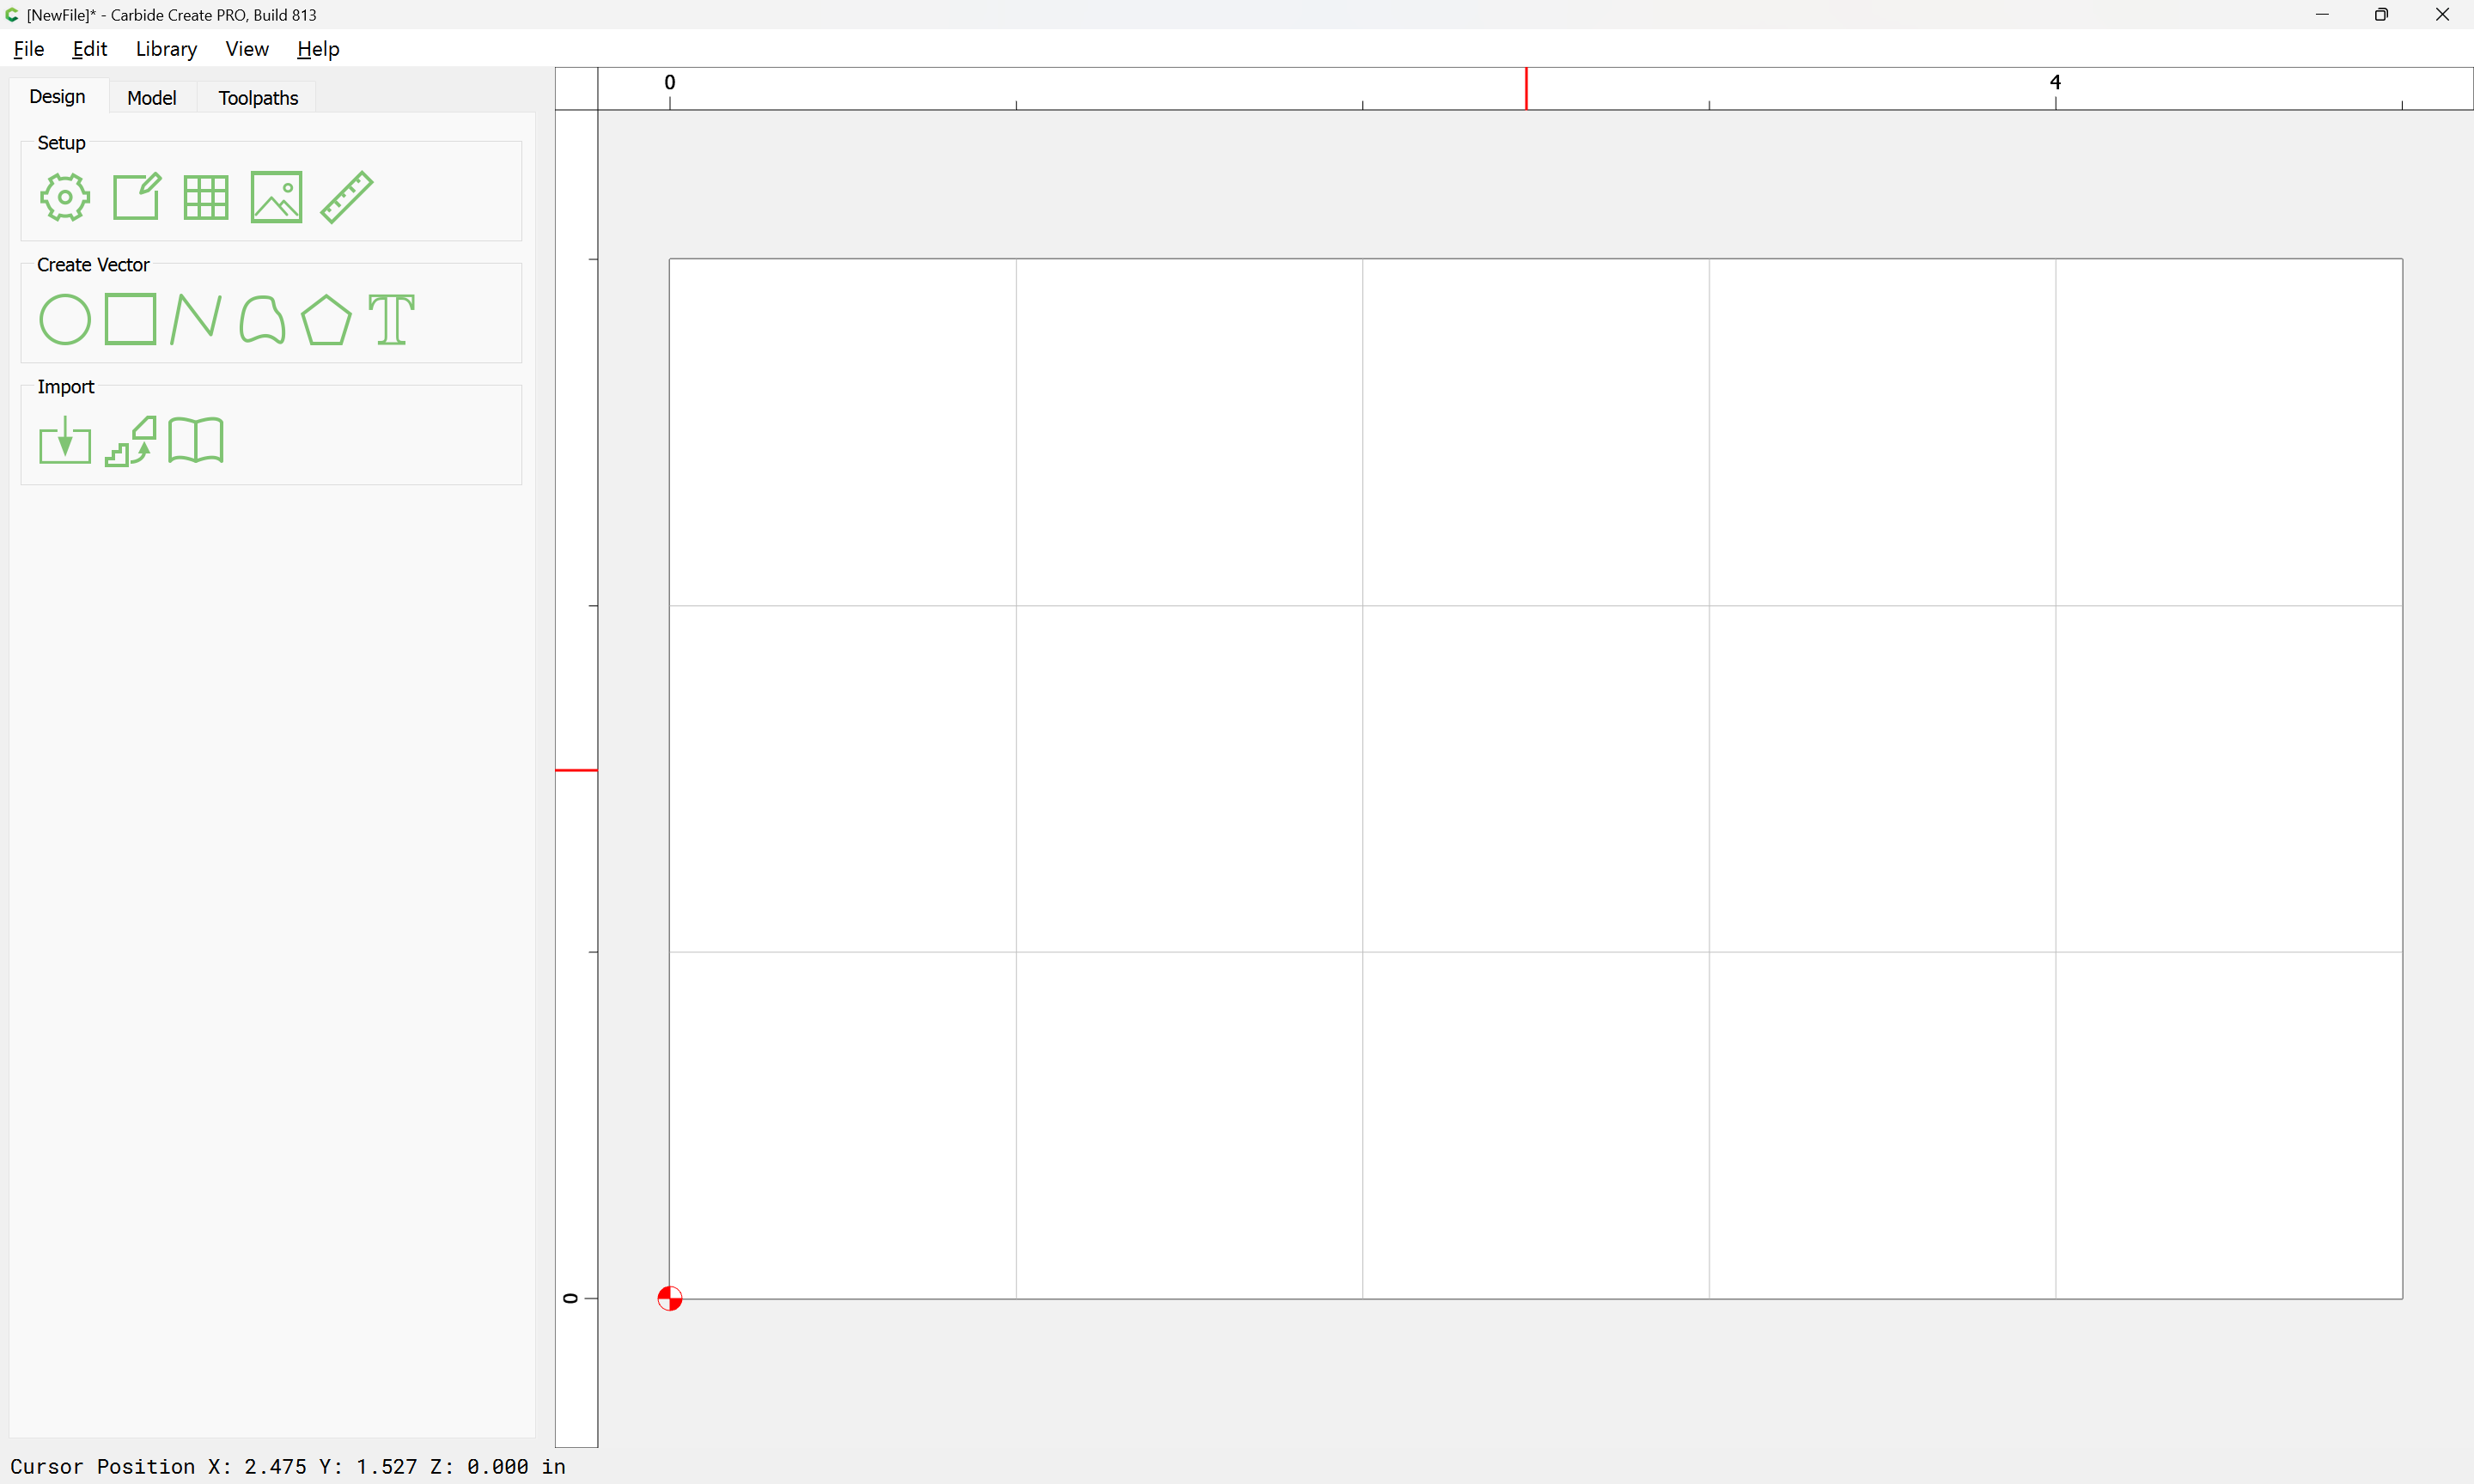 [NewFile]* - Carbide Create PRO, Build 813
File Edit Library View Help
Design Model Toolpaths
0 4
Setup
Create Vector
Import
0
Cursor Position X: 2.475 Y: 1.527 Z: 0.000 in